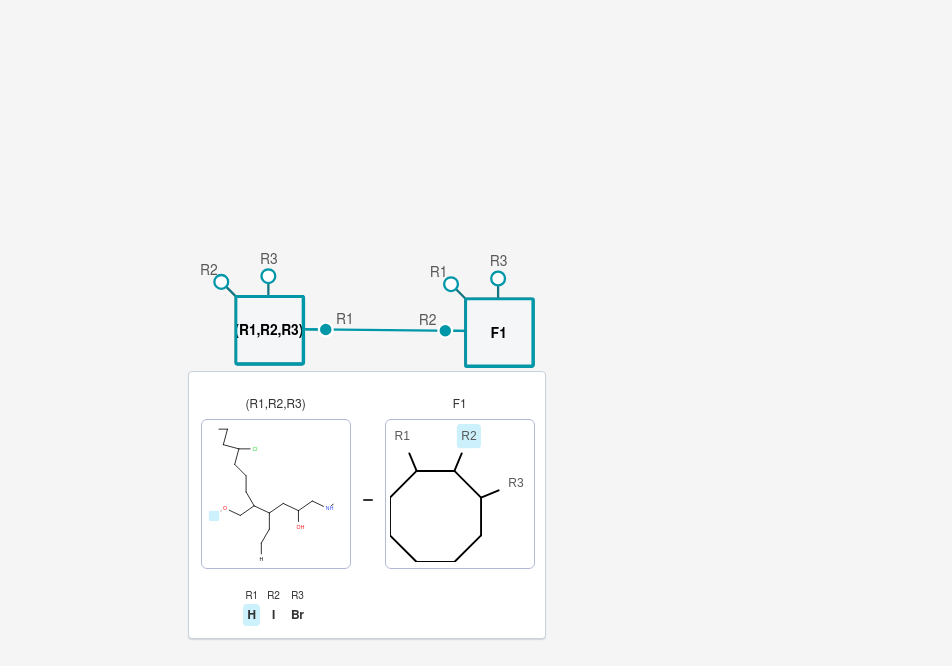 R2 R3 R1 R3
(R1,R2,R3) R1 R2 F1
(R1,R2,R3) F1
R1 R2
R3
Cl
O
NH
OH
H
R1 R2 R3
H I Br